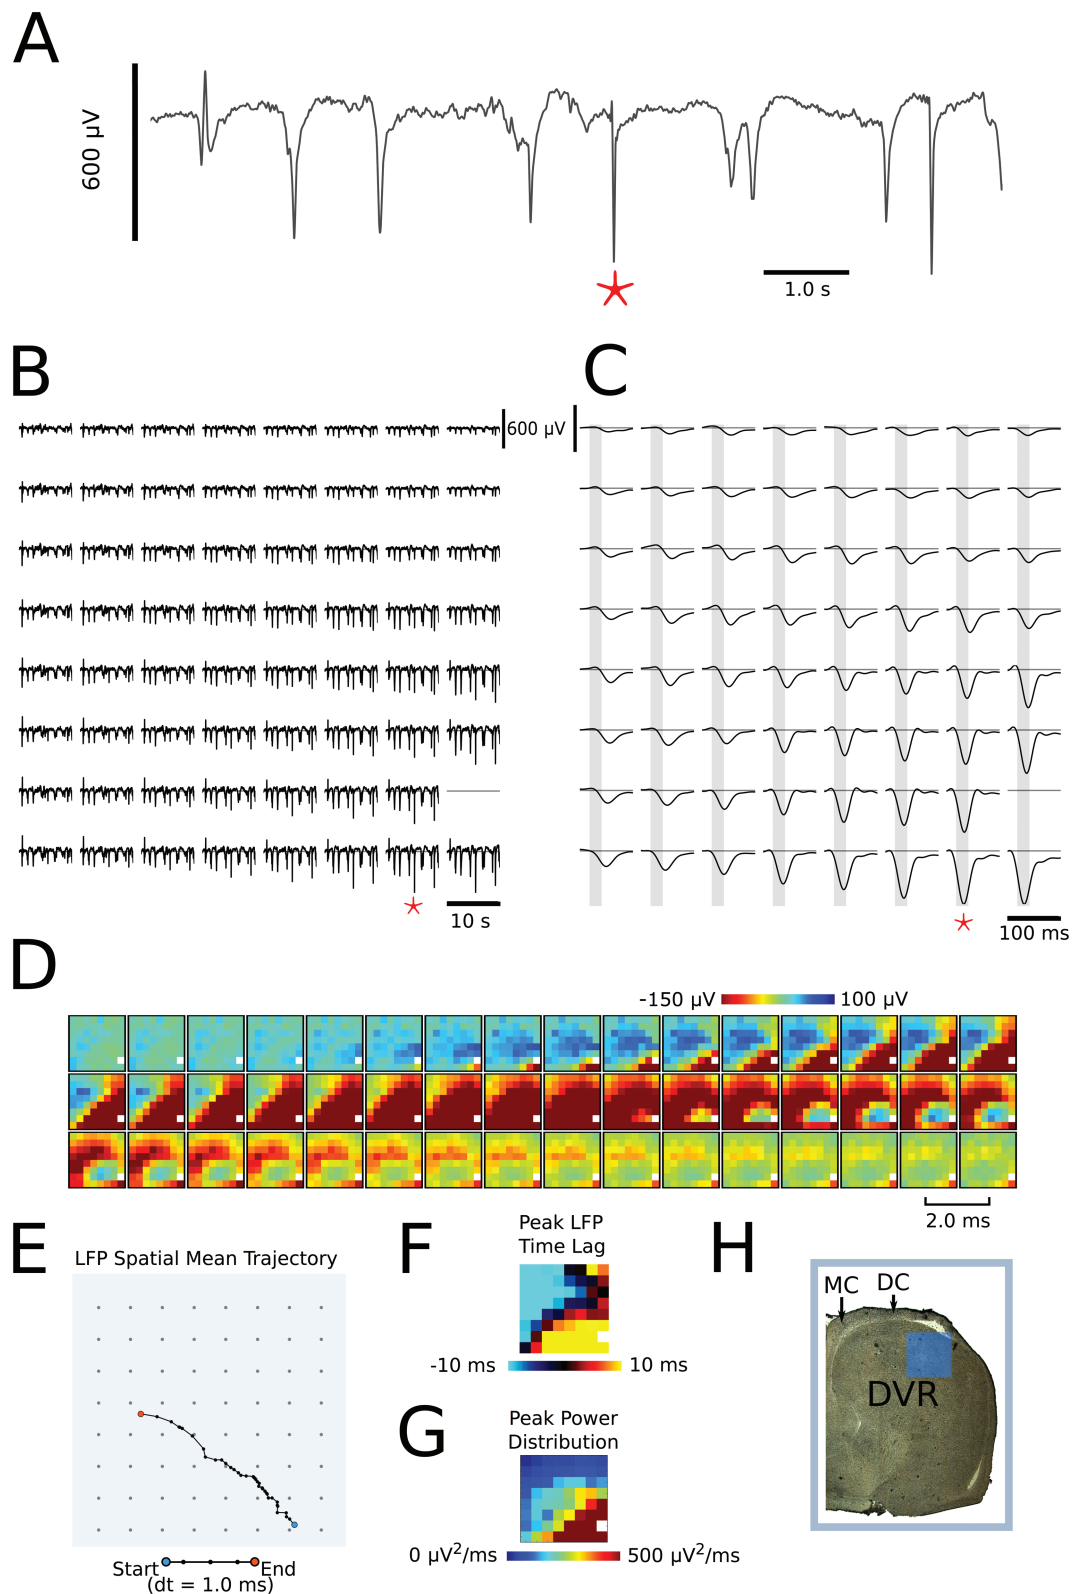 A
600 µV
1.0 s
B
C
600 µV
10 s
100 ms
D
-150 µV 100 µV
2.0 ms
E
LFP Spatial Mean Trajectory
Start End
(dt = 1.0 ms)
F
Peak LFP
Time Lag
-10 ms 10 ms
G
Peak Power
Distribution
0 µV²/ms 500 µV²/ms
H
MC DC
DVR